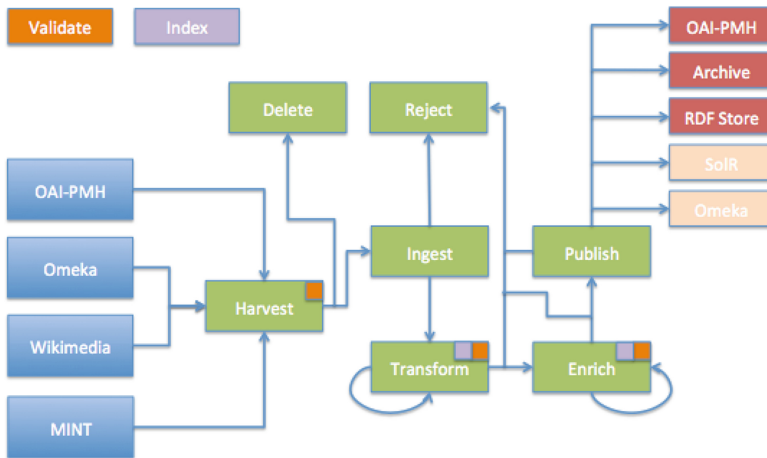 Validate
Index
OAI-PMH
Archive
RDF Store
SolR
Omeka
Delete
Reject
OAI-PMH
Omeka
Wikimedia
MINT
Harvest
Ingest
Publish
Transform
Enrich